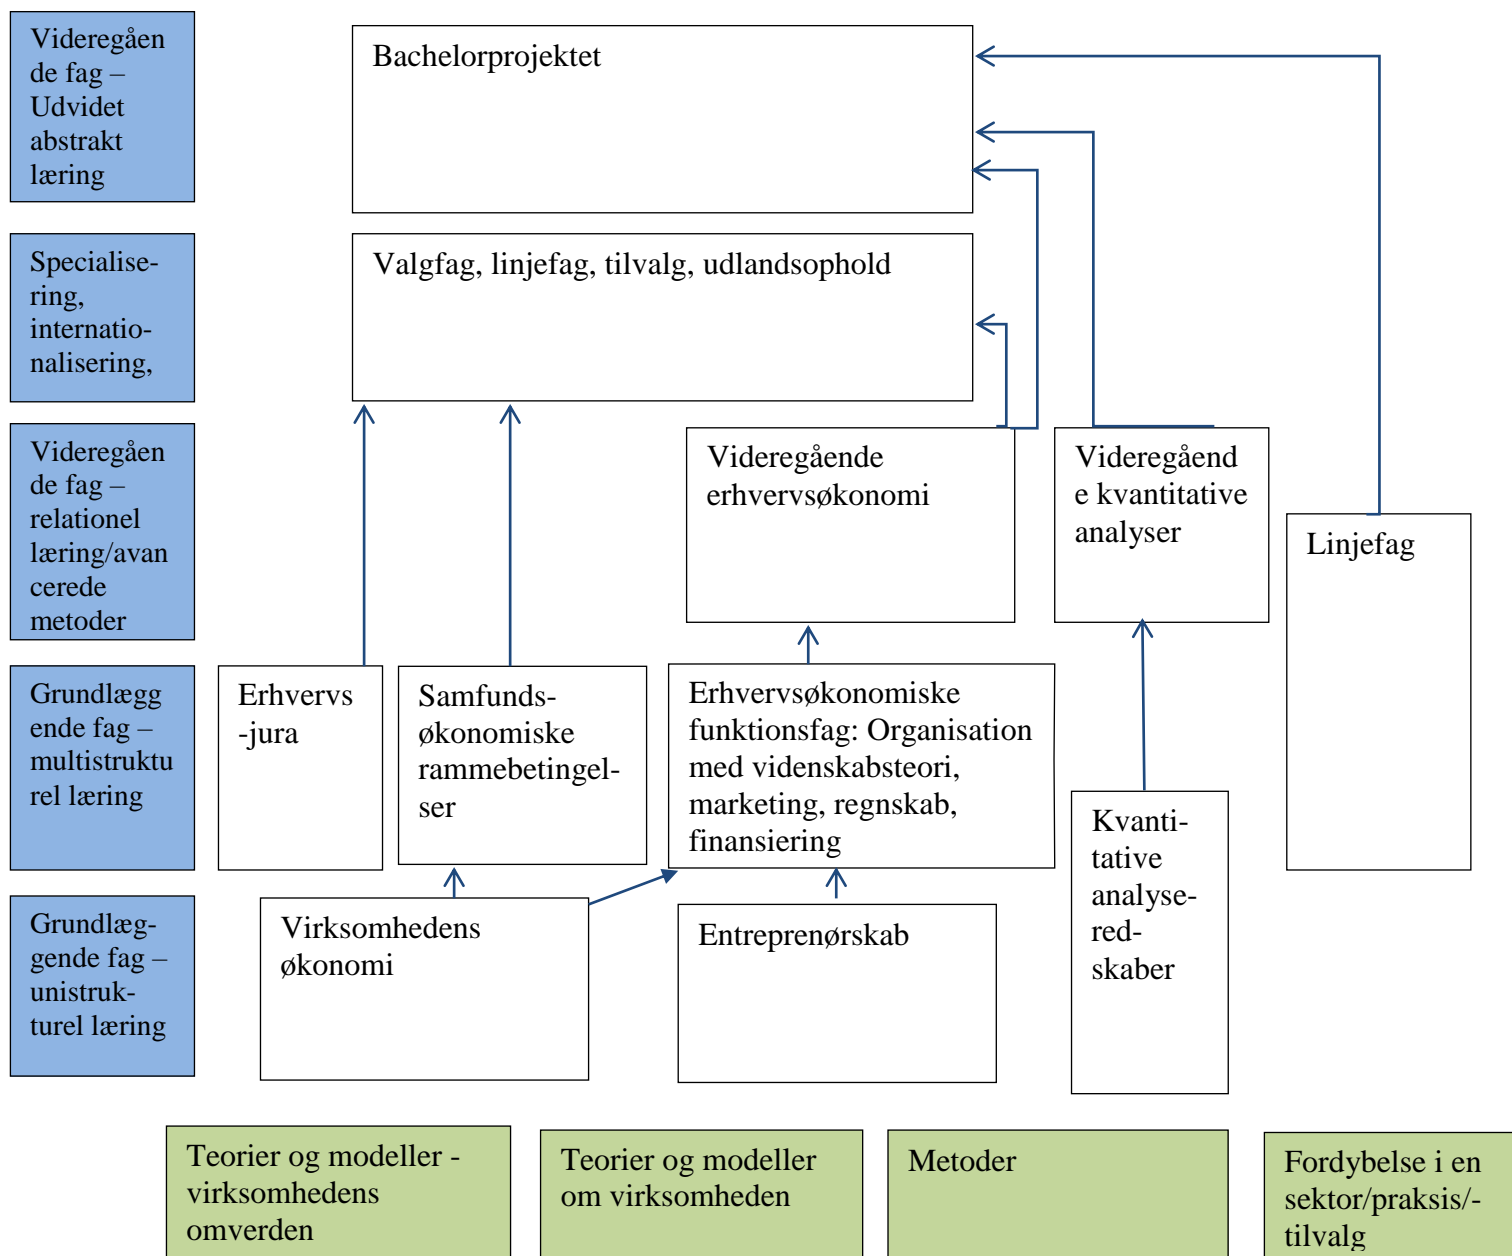 Videregåen
de fag –
Udvidet
abstrakt
læring
Bachelorprojektet
Specialise-
ring,
internatio-
nalisering,
Valgfag, linjefag, tilvalg, udlandsophold
Videregåen
de fag –
relationel
læring/avan
cerede
metoder
Videregående
erhvervsøkonomi
Videregåend
e kvantitative
analyser
Linjefag
Grundlægg
ende fag –
multistruktu
rel læring
Erhvervs
-jura
Samfunds-
økonomiske
rammebetingel-
ser
Erhvervsøkonomiske
funktionsfag: Organisation
med videnskabsteori,
marketing, regnskab,
finansiering
Kvanti-
tative
analyse-
red-
skaber
Grundlæg-
gende fag –
unistruk-
turel læring
Virksomhedens
økonomi
Entreprenørskab
Teorier og modeller -
virksomhedens
omverden
Teorier og modeller
om virksomheden
Metoder
Fordybelse i en
sektor/praksis/-
tilvalg